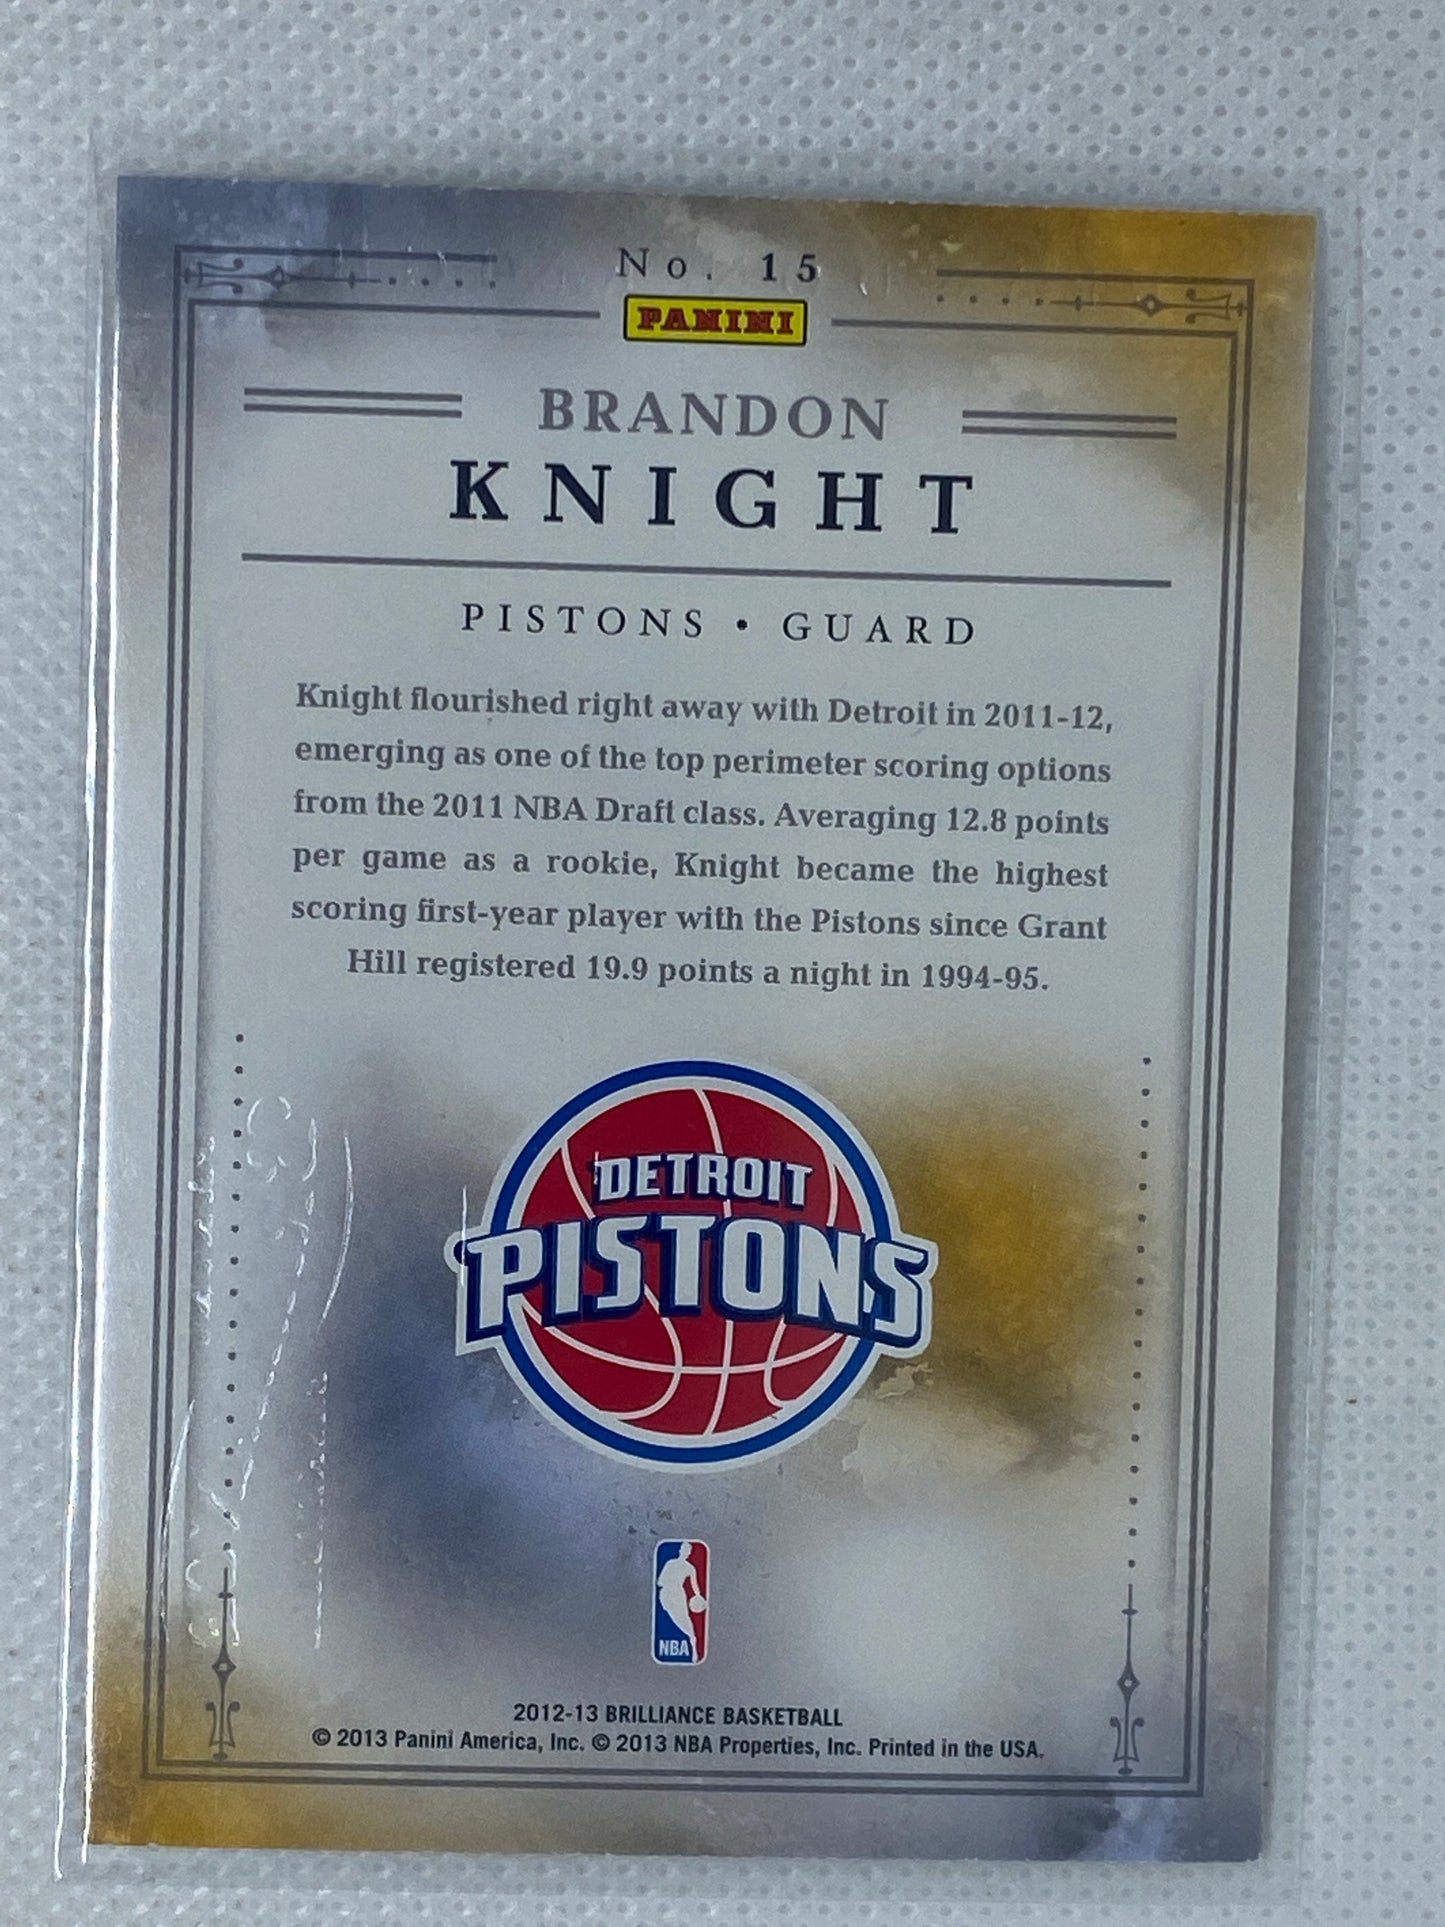 No. 15
PANINI
BRANDON
KNIGHT
PISTONS • GUARD
Knight flourished right away with Detroit in 2011-12,
emerging as one of the top perimeter scoring options
from the 2011 NBA Draft class. Averaging 12.8 points
per game as a rookie, Knight became the highest
scoring first-year player with the Pistons since Grant
Hill registered 19.9 points a night in 1994-95.
DETROIT
PISTONS
NBA
2012-13 BRILLIANCE BASKETBALL
© 2013 Panini America, Inc. © 2013 NBA Properties, Inc. Printed in the USA.